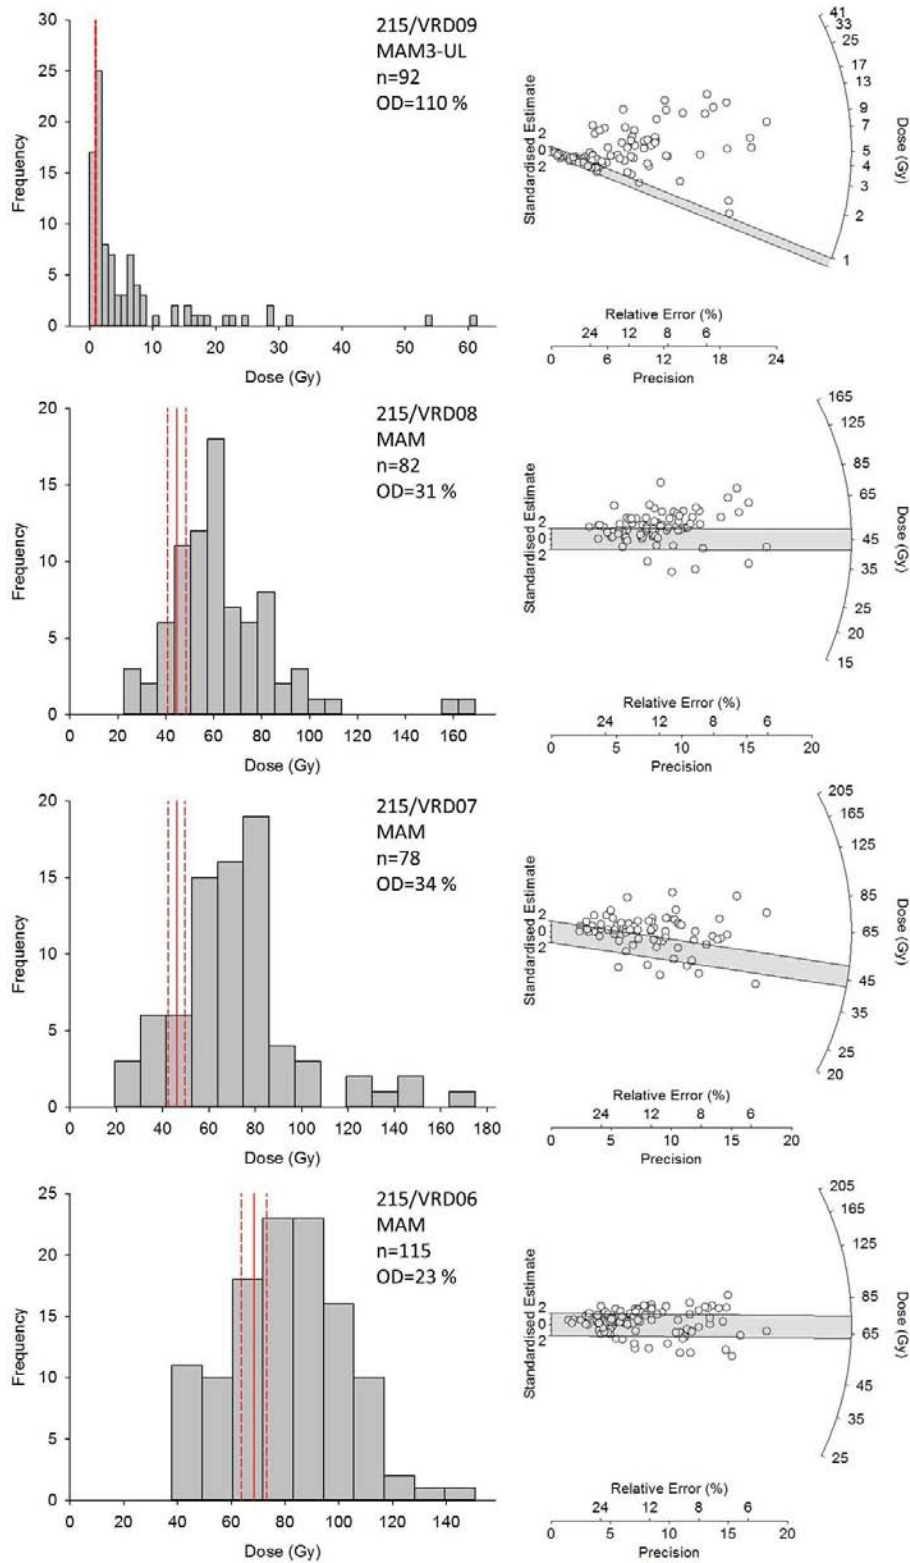 215/VRD09
MAM3-UL
n=92
OD=110 %
Frequency
30
25
20
15
10
5
0
0 10 20 30 40 50 60
Dose (Gy)
Standardised Estimate
2
0
2
41
33
25
17
13
9
7
5
4
3
2
1
Dose (Gy)
Relative Error (%)
24 12 8 6
0 6 12 18 24
Precision
215/VRD08
MAM
n=82
OD=31 %
Frequency
20
15
10
5
0
0 20 40 60 80 100 120 140 160
Dose (Gy)
Standardised Estimate
2
0
2
165
125
85
65
45
35
25
20
15
Dose (Gy)
Relative Error (%)
24 12 8 6
0 5 10 15 20
Precision
215/VRD07
MAM
n=78
OD=34 %
Frequency
20
15
10
5
0
0 20 40 60 80 100 120 140 160 180
Dose (Gy)
Standardised Estimate
2
0
2
205
165
125
85
65
45
35
25
20
Dose (Gy)
Relative Error (%)
24 12 8 6
0 5 10 15 20
Precision
215/VRD06
MAM
n=115
OD=23 %
Frequency
25
20
15
10
5
0
0 20 40 60 80 100 120 140
Dose (Gy)
Standardised Estimate
2
0
2
205
165
125
85
65
45
35
25
Dose (Gy)
Relative Error (%)
24 12 8 6
0 5 10 15 20
Precision